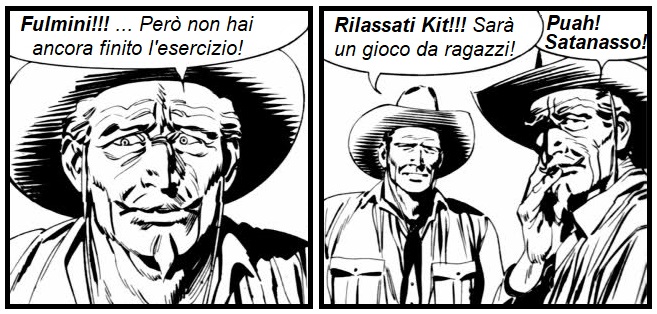 Fulmini!!! ... Però non hai
ancora finito l'esercizio!
Rilassati Kit!!! Sarà
un gioco da ragazzi!
Puah!
Satanasso!